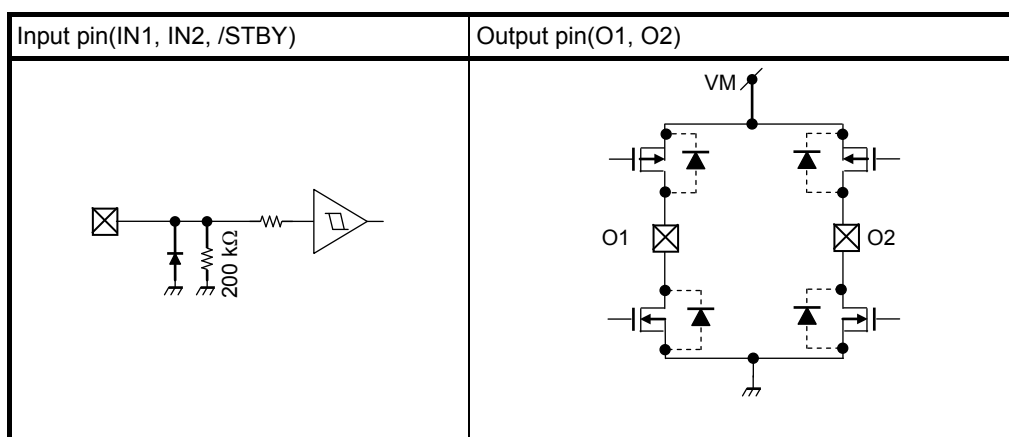 Input pin(IN1, IN2, /STBY)
Output pin(O1, O2)
VM
O1
O2
200 kΩ